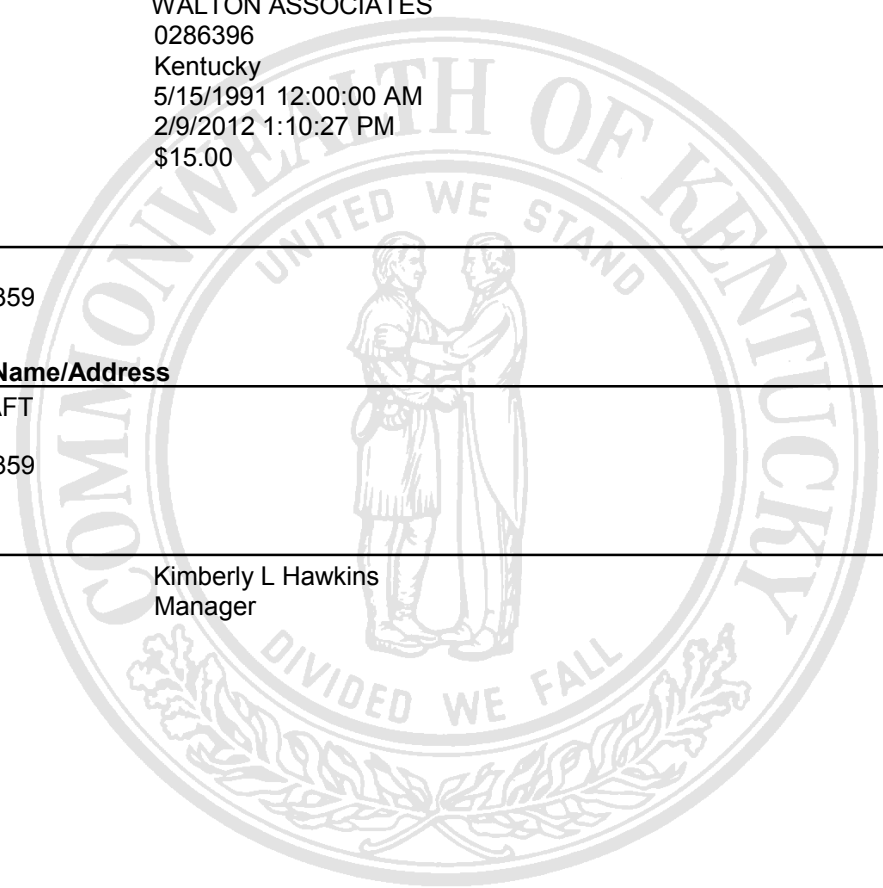 WALTON ASSOCIATES
0286396
Kentucky
5/15/1991 12:00:00 AM
2/9/2012 1:10:27 PM
$15.00
359
Name/Address
AFT
359
Kimberly L Hawkins
Manager
COMMONWEALTH OF KENTUCKY
UNITED WE STAND
DIVIDED WE FALL